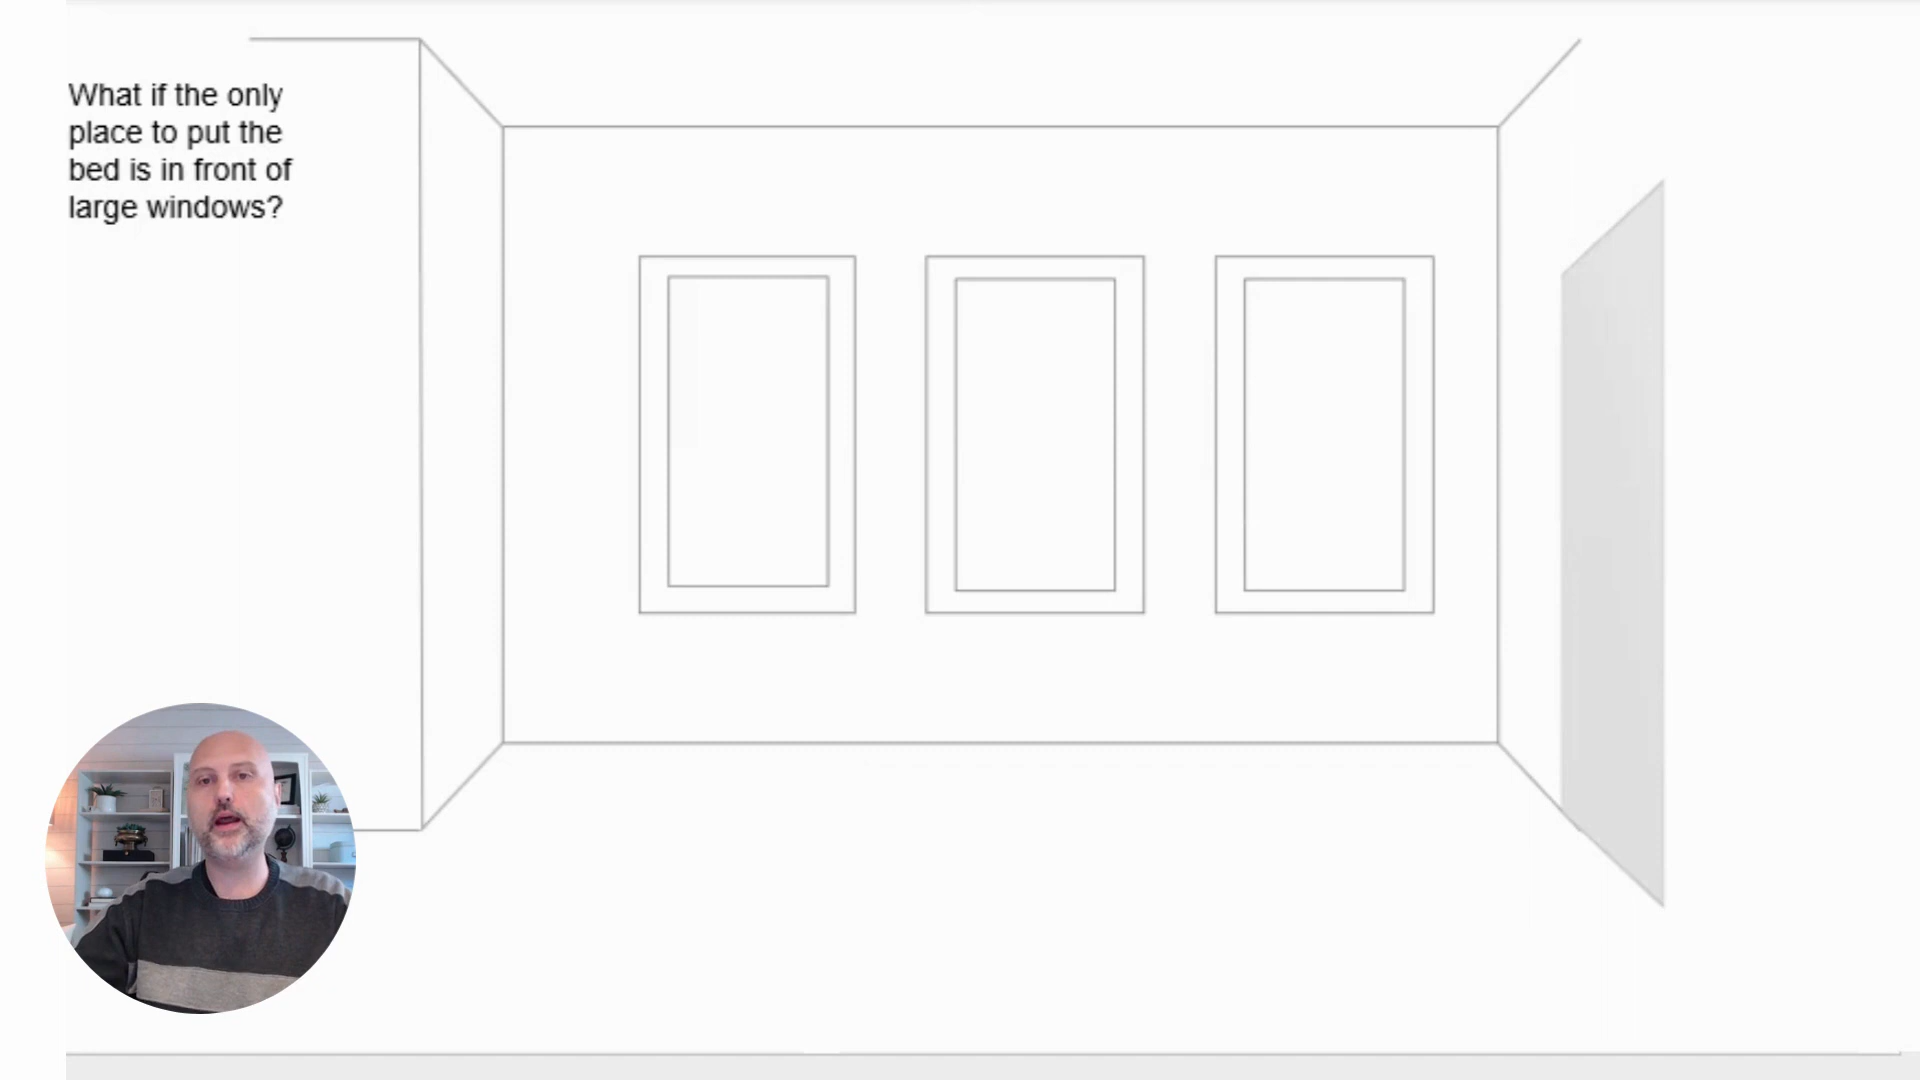 What if the only
place to put the
bed is in front of
large windows?